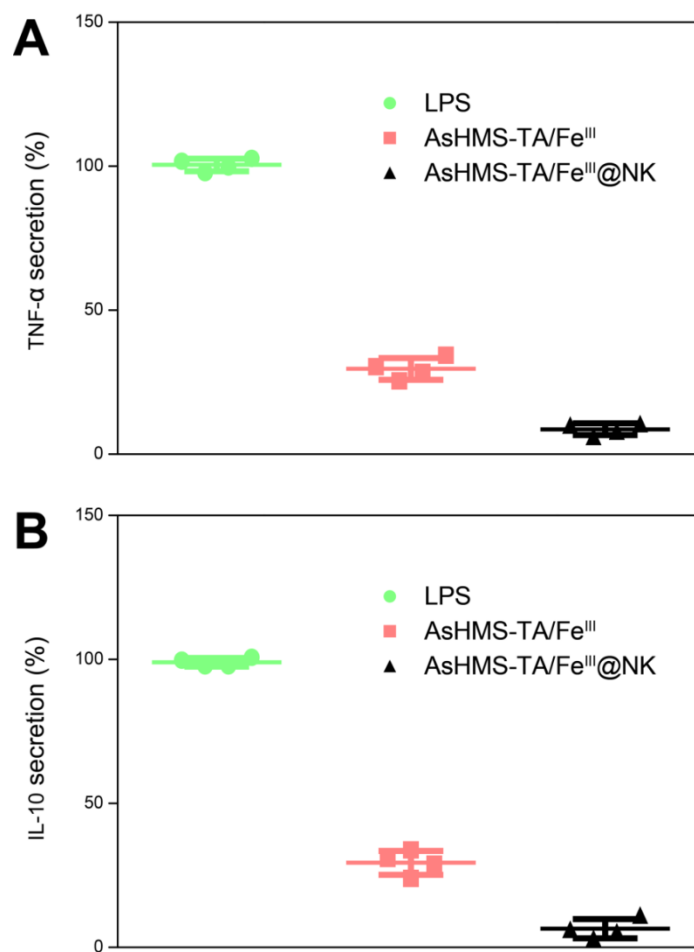 A
TNF-α secretion (%)
150
100
50
0
LPS
AsHMS-TA/Feᴵᴵᴵ
AsHMS-TA/Feᴵᴵᴵ@NK
B
IL-10 secretion (%)
150
100
50
0
LPS
AsHMS-TA/Feᴵᴵᴵ
AsHMS-TA/Feᴵᴵᴵ@NK